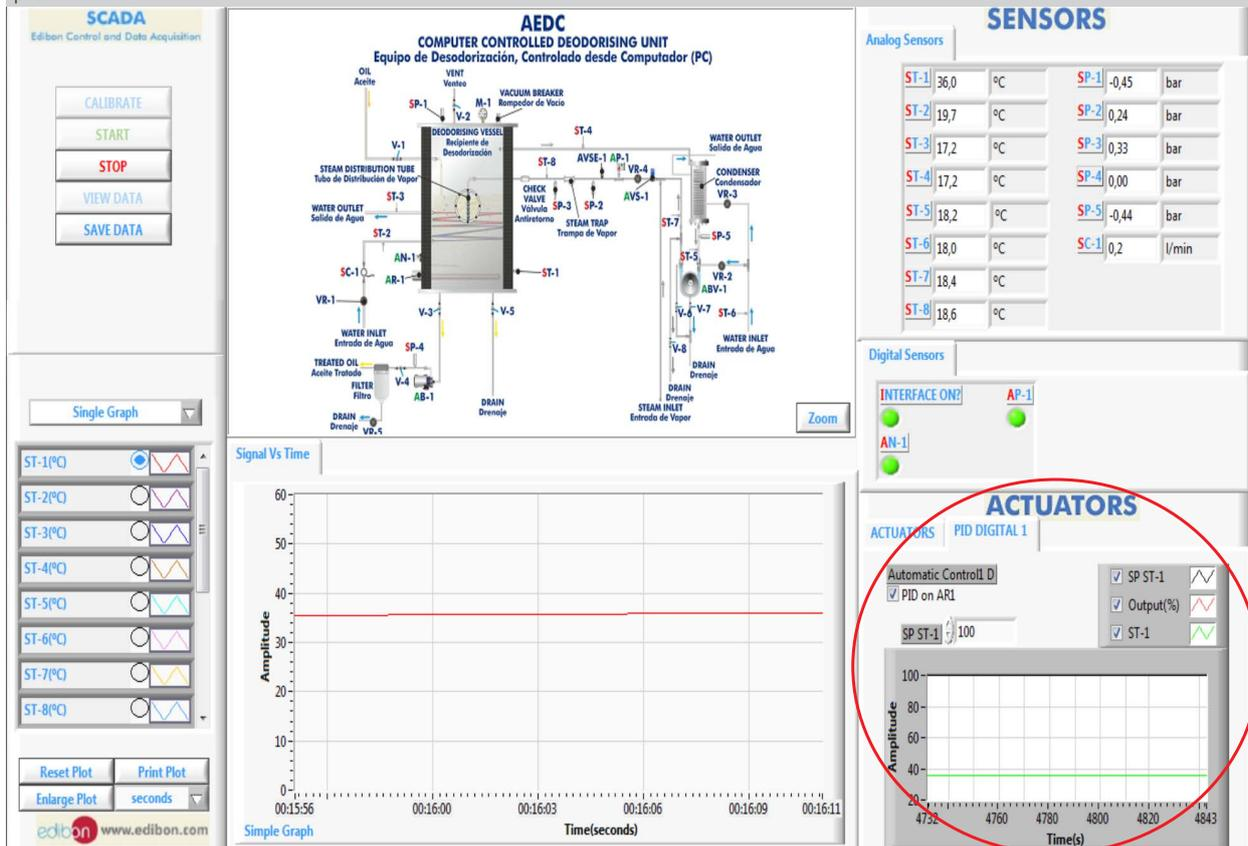 SCADA
Edibon Control and Data Acquisition
CALIBRATE
START
STOP
VIEW DATA
SAVE DATA
Single Graph
ST-1(ºC)
ST-2(ºC)
ST-3(ºC)
ST-4(ºC)
ST-5(ºC)
ST-6(ºC)
ST-7(ºC)
ST-8(ºC)
Reset Plot
Print Plot
Enlarge Plot
seconds
edibon www.edibon.com
AEDC
COMPUTER CONTROLLED DEODORISING UNIT
Equipo de Desodorización, Controlado desde Computador (PC)
OIL
Aceite
VENT
Venteo
SP-1
V-2
M-1
VACUUM BREAKER
Rompedor de Vacío
DEODORISING VESSEL
Recipiente de
Desodorización
V-1
STEAM DISTRIBUTION TUBE
Tubo de Distribución de Vapor
ST-3
WATER OUTLET
Salida de Agua
ST-2
AN-1
SC-1
AR-1
VR-1
WATER INLET
Entrada de Agua
ST-1
V-3
V-5
TREATED OIL
Aceite Tratado
SP-4
V-4
FILTER
Filtro
AB-1
DRAIN
Drenaje
VR-5
DRAIN
Drenaje
ST-4
ST-8
AVSE-1
AP-1
VR-4
CHECK
VALVE
Válvula
Antiretorno
SP-3
SP-2
STEAM TRAP
Trampa de Vapor
AVS-1
WATER OUTLET
Salida de Agua
CONDENSER
Condensador
VR-3
ST-7
SP-5
ST-5
VR-2
ABV-1
V-6
V-7
ST-6
V-8
WATER INLET
Entrada de Agua
DRAIN
Drenaje
DRAIN
Drenaje
STEAM INLET
Entrada de Vapor
Zoom
Signal Vs Time
60
50
40
30
20
10
0
Amplitude
00:15:56
00:16:00
00:16:03
00:16:06
00:16:09
00:16:11
Time(seconds)
Simple Graph
SENSORS
Analog Sensors
ST-1 36,0 ºC
ST-2 19,7 ºC
ST-3 17,2 ºC
ST-4 17,2 ºC
ST-5 18,2 ºC
ST-6 18,0 ºC
ST-7 18,4 ºC
ST-8 18,6 ºC
SP-1 -0,45 bar
SP-2 0,24 bar
SP-3 0,33 bar
SP-4 0,00 bar
SP-5 -0,44 bar
SC-1 0,2 l/min
Digital Sensors
INTERFACE ON?
AP-1
AN-1
ACTUATORS
ACTUATORS
PID DIGITAL 1
Automatic Control1 D
PID on AR1
SP ST-1 100
SP ST-1
Output(%)
ST-1
100
80
60
40
20
Amplitude
4732
4760
4780
4800
4820
4843
Time(s)